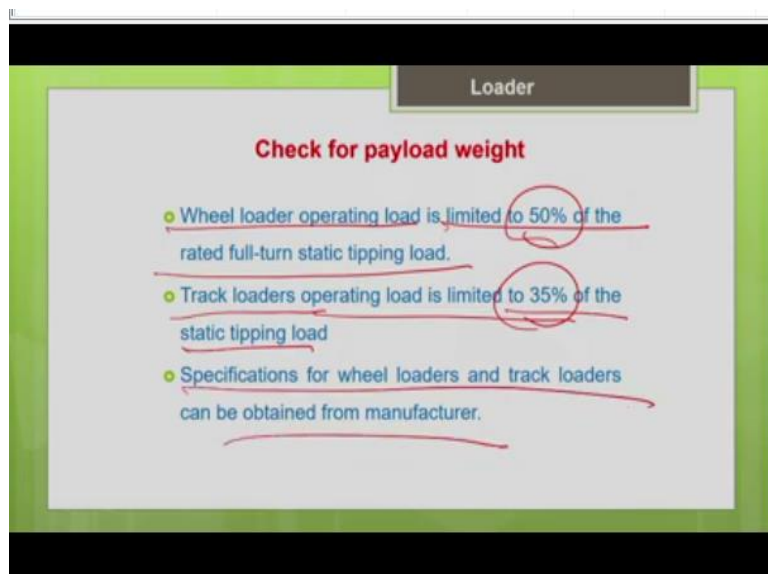 Loader
Check for payload weight
Wheel loader operating load is limited to 50% of the
rated full-turn static tipping load.
Track loaders operating load is limited to 35% of the
static tipping load
Specifications for wheel loaders and track loaders
can be obtained from manufacturer.